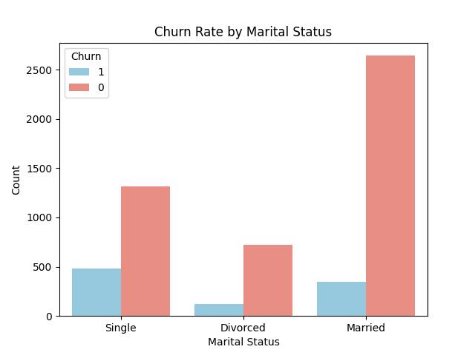 Churn Rate by Marital Status
Churn
1
0
2500
2000
1500
1000
500
0
Count
Single Divorced Married
Marital Status